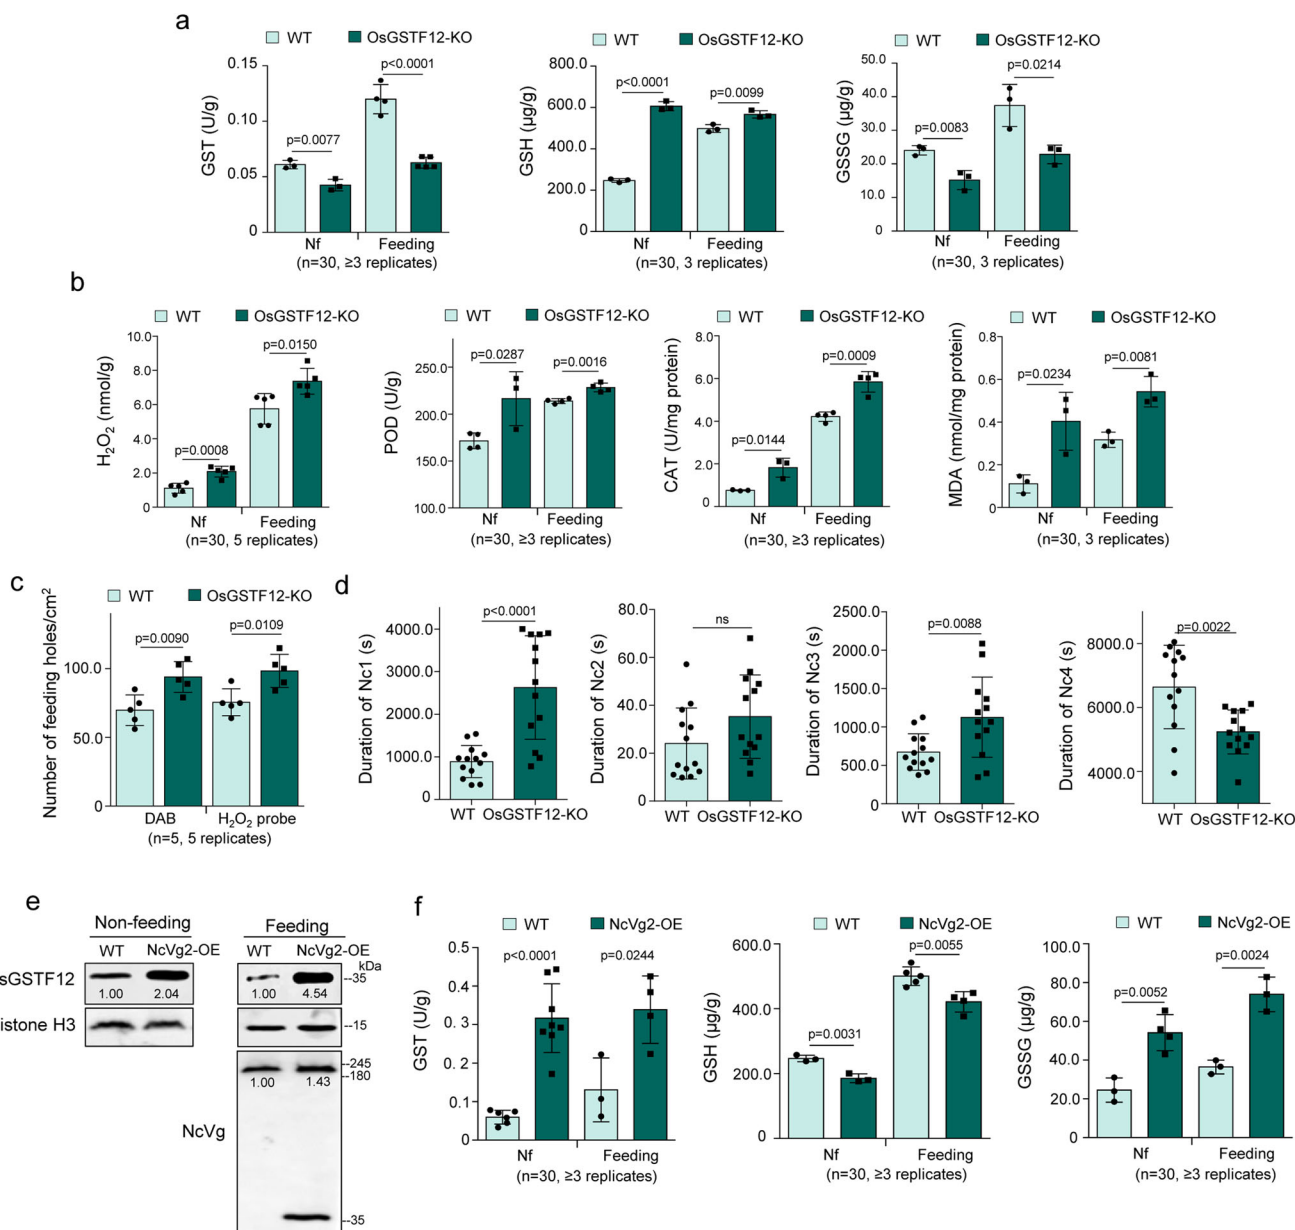 a
WT OsGSTF12-KO
GST (U/g)
0.15
0.10
0.05
0
p=0.0077
p<0.0001
Nf Feeding
(n=30, ≥3 replicates)
WT OsGSTF12-KO
GSH (µg/g)
800.0
600.0
400.0
200.0
0
p<0.0001
p=0.0099
Nf Feeding
(n=30, 3 replicates)
WT OsGSTF12-KO
GSSG (µg/g)
50.0
40.0
30.0
20.0
10.0
0
p=0.0083
p=0.0214
Nf Feeding
(n=30, 3 replicates)
b
WT OsGSTF12-KO
H2O2 (nmol/g)
10.0
8.0
6.0
4.0
2.0
0
p=0.0008
p=0.0150
Nf Feeding
(n=30, 5 replicates)
WT OsGSTF12-KO
POD (U/g)
250.0
200.0
150.0
100.0
p=0.0287
p=0.0016
Nf Feeding
(n=30, ≥3 replicates)
WT OsGSTF12-KO
CAT (U/mg protein)
8.0
6.0
4.0
2.0
0
p=0.0144
p=0.0009
Nf Feeding
(n=30, ≥3 replicates)
WT OsGSTF12-KO
MDA (nmol/mg protein)
0.8
0.6
0.4
0.2
0
p=0.0234
p=0.0081
Nf Feeding
(n=30, 3 replicates)
c
WT OsGSTF12-KO
Number of feeding holes/cm2
100.0
50.0
0
p=0.0090
p=0.0109
DAB H2O2 probe
(n=5, 5 replicates)
d
Duration of Nc1 (s)
4000.0
3000.0
2000.0
1000.0
0
p<0.0001
WT OsGSTF12-KO
Duration of Nc2 (s)
80.0
60.0
40.0
20.0
0
ns
WT OsGSTF12-KO
Duration of Nc3 (s)
2500.0
2000.0
1500.0
1000.0
500.0
0
p=0.0088
WT OsGSTF12-KO
Duration of Nc4 (s)
8000.0
6000.0
4000.0
p=0.0022
WT OsGSTF12-KO
e
Non-feeding
WT NcVg2-OE
Feeding
WT NcVg2-OE
kDa
sGSTF12
1.00 2.04
1.00 4.54
--35
istone H3
--15
NcVg
1.00 1.43
--245
--180
--35
f
WT NcVg2-OE
GST (U/g)
0.5
0.4
0.3
0.2
0.1
0
p<0.0001
p=0.0244
Nf Feeding
(n=30, ≥3 replicates)
WT NcVg2-OE
GSH (µg/g)
600.0
400.0
200.0
0
p=0.0031
p=0.0055
Nf Feeding
(n=30, ≥3 replicates)
WT NcVg2-OE
GSSG (µg/g)
100.0
80.0
60.0
40.0
20.0
0
p=0.0052
p=0.0024
Nf Feeding
(n=30, ≥3 replicates)